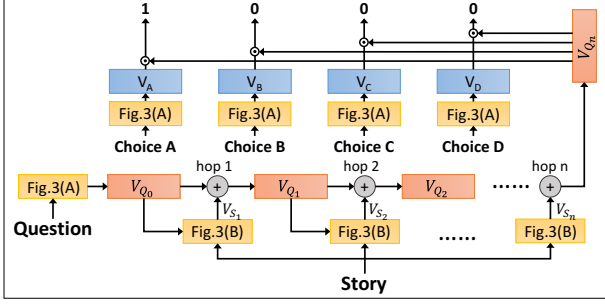 1 0 0 0
V_A V_B V_C V_D V_{Q_n}
Fig.3(A) Fig.3(A) Fig.3(A) Fig.3(A)
Choice A Choice B Choice C Choice D
hop 1 hop 2 hop n
Fig.3(A) V_{Q_0} + V_{Q_1} + V_{Q_2} ...... +
V_{S_1} V_{S_2} V_{S_n}
Question Fig.3(B) Fig.3(B) ...... Fig.3(B)
Story